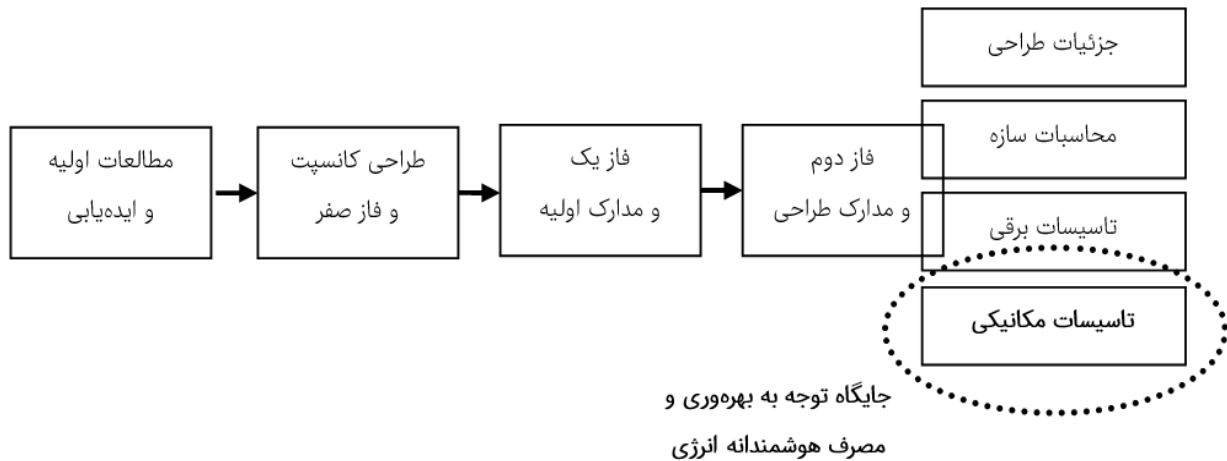 مطالعات اولیه
و ایده‌یابی
طراحی کانسپت
و فاز صفر
فاز یک
و مدارک اولیه
فاز دوم
و مدارک طراحی
جزئیات طراحی
محاسبات سازه
تاسیسات برقی
تاسیسات مکانیکی
جایگاه توجه به بهره‌وری و
مصرف هوشمندانه انرژی